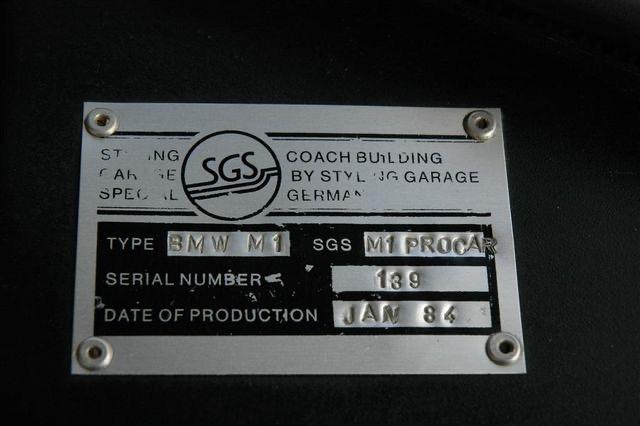 SGS
COACH BUILDING
BY GARAGE
TYPE BMW M1 SGS M1 PROCAR
SERIAL NUMBER 139
DATE OF PRODUCTION JAN 84